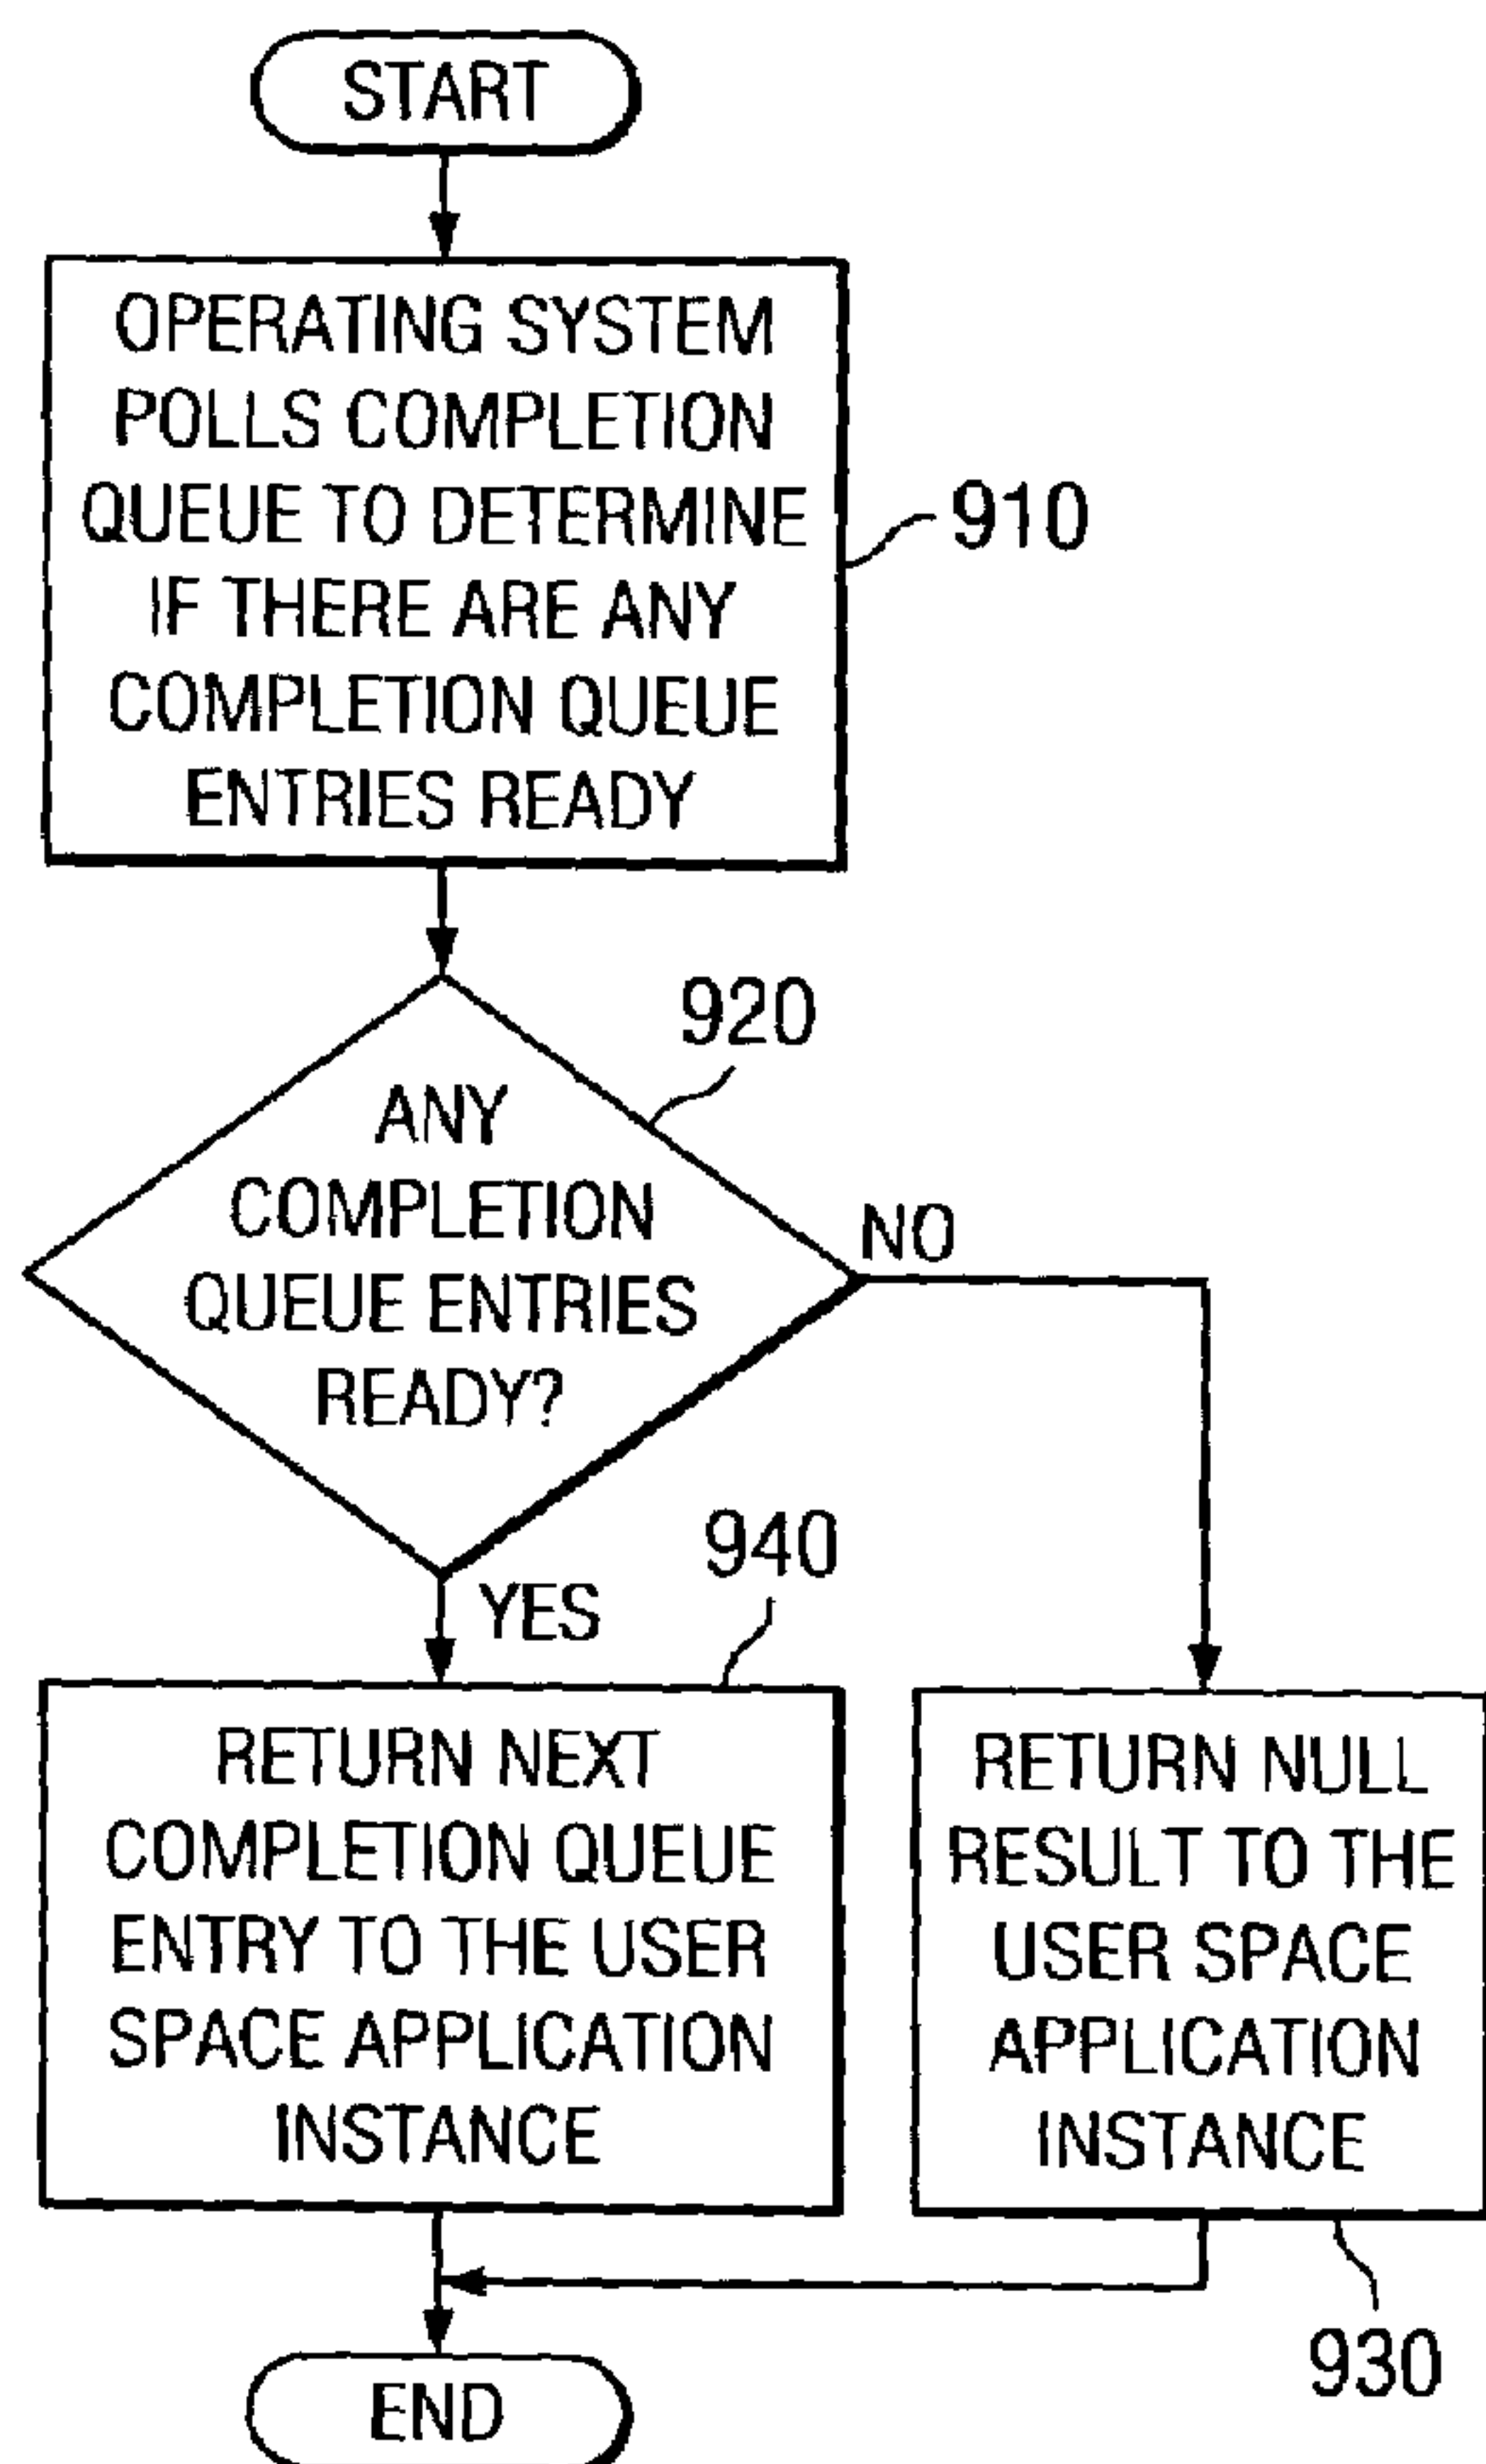 START
OPERATING SYSTEM
POLLS COMPLETION
QUEUE TO DETERMINE
IF THERE ARE ANY
COMPLETION QUEUE
ENTRIES READY
910
920
ANY
COMPLETION
QUEUE ENTRIES
READY?
NO
YES
940
RETURN NEXT
COMPLETION QUEUE
ENTRY TO THE USER
SPACE APPLICATION
INSTANCE
RETURN NULL
RESULT TO THE
USER SPACE
APPLICATION
INSTANCE
930
END